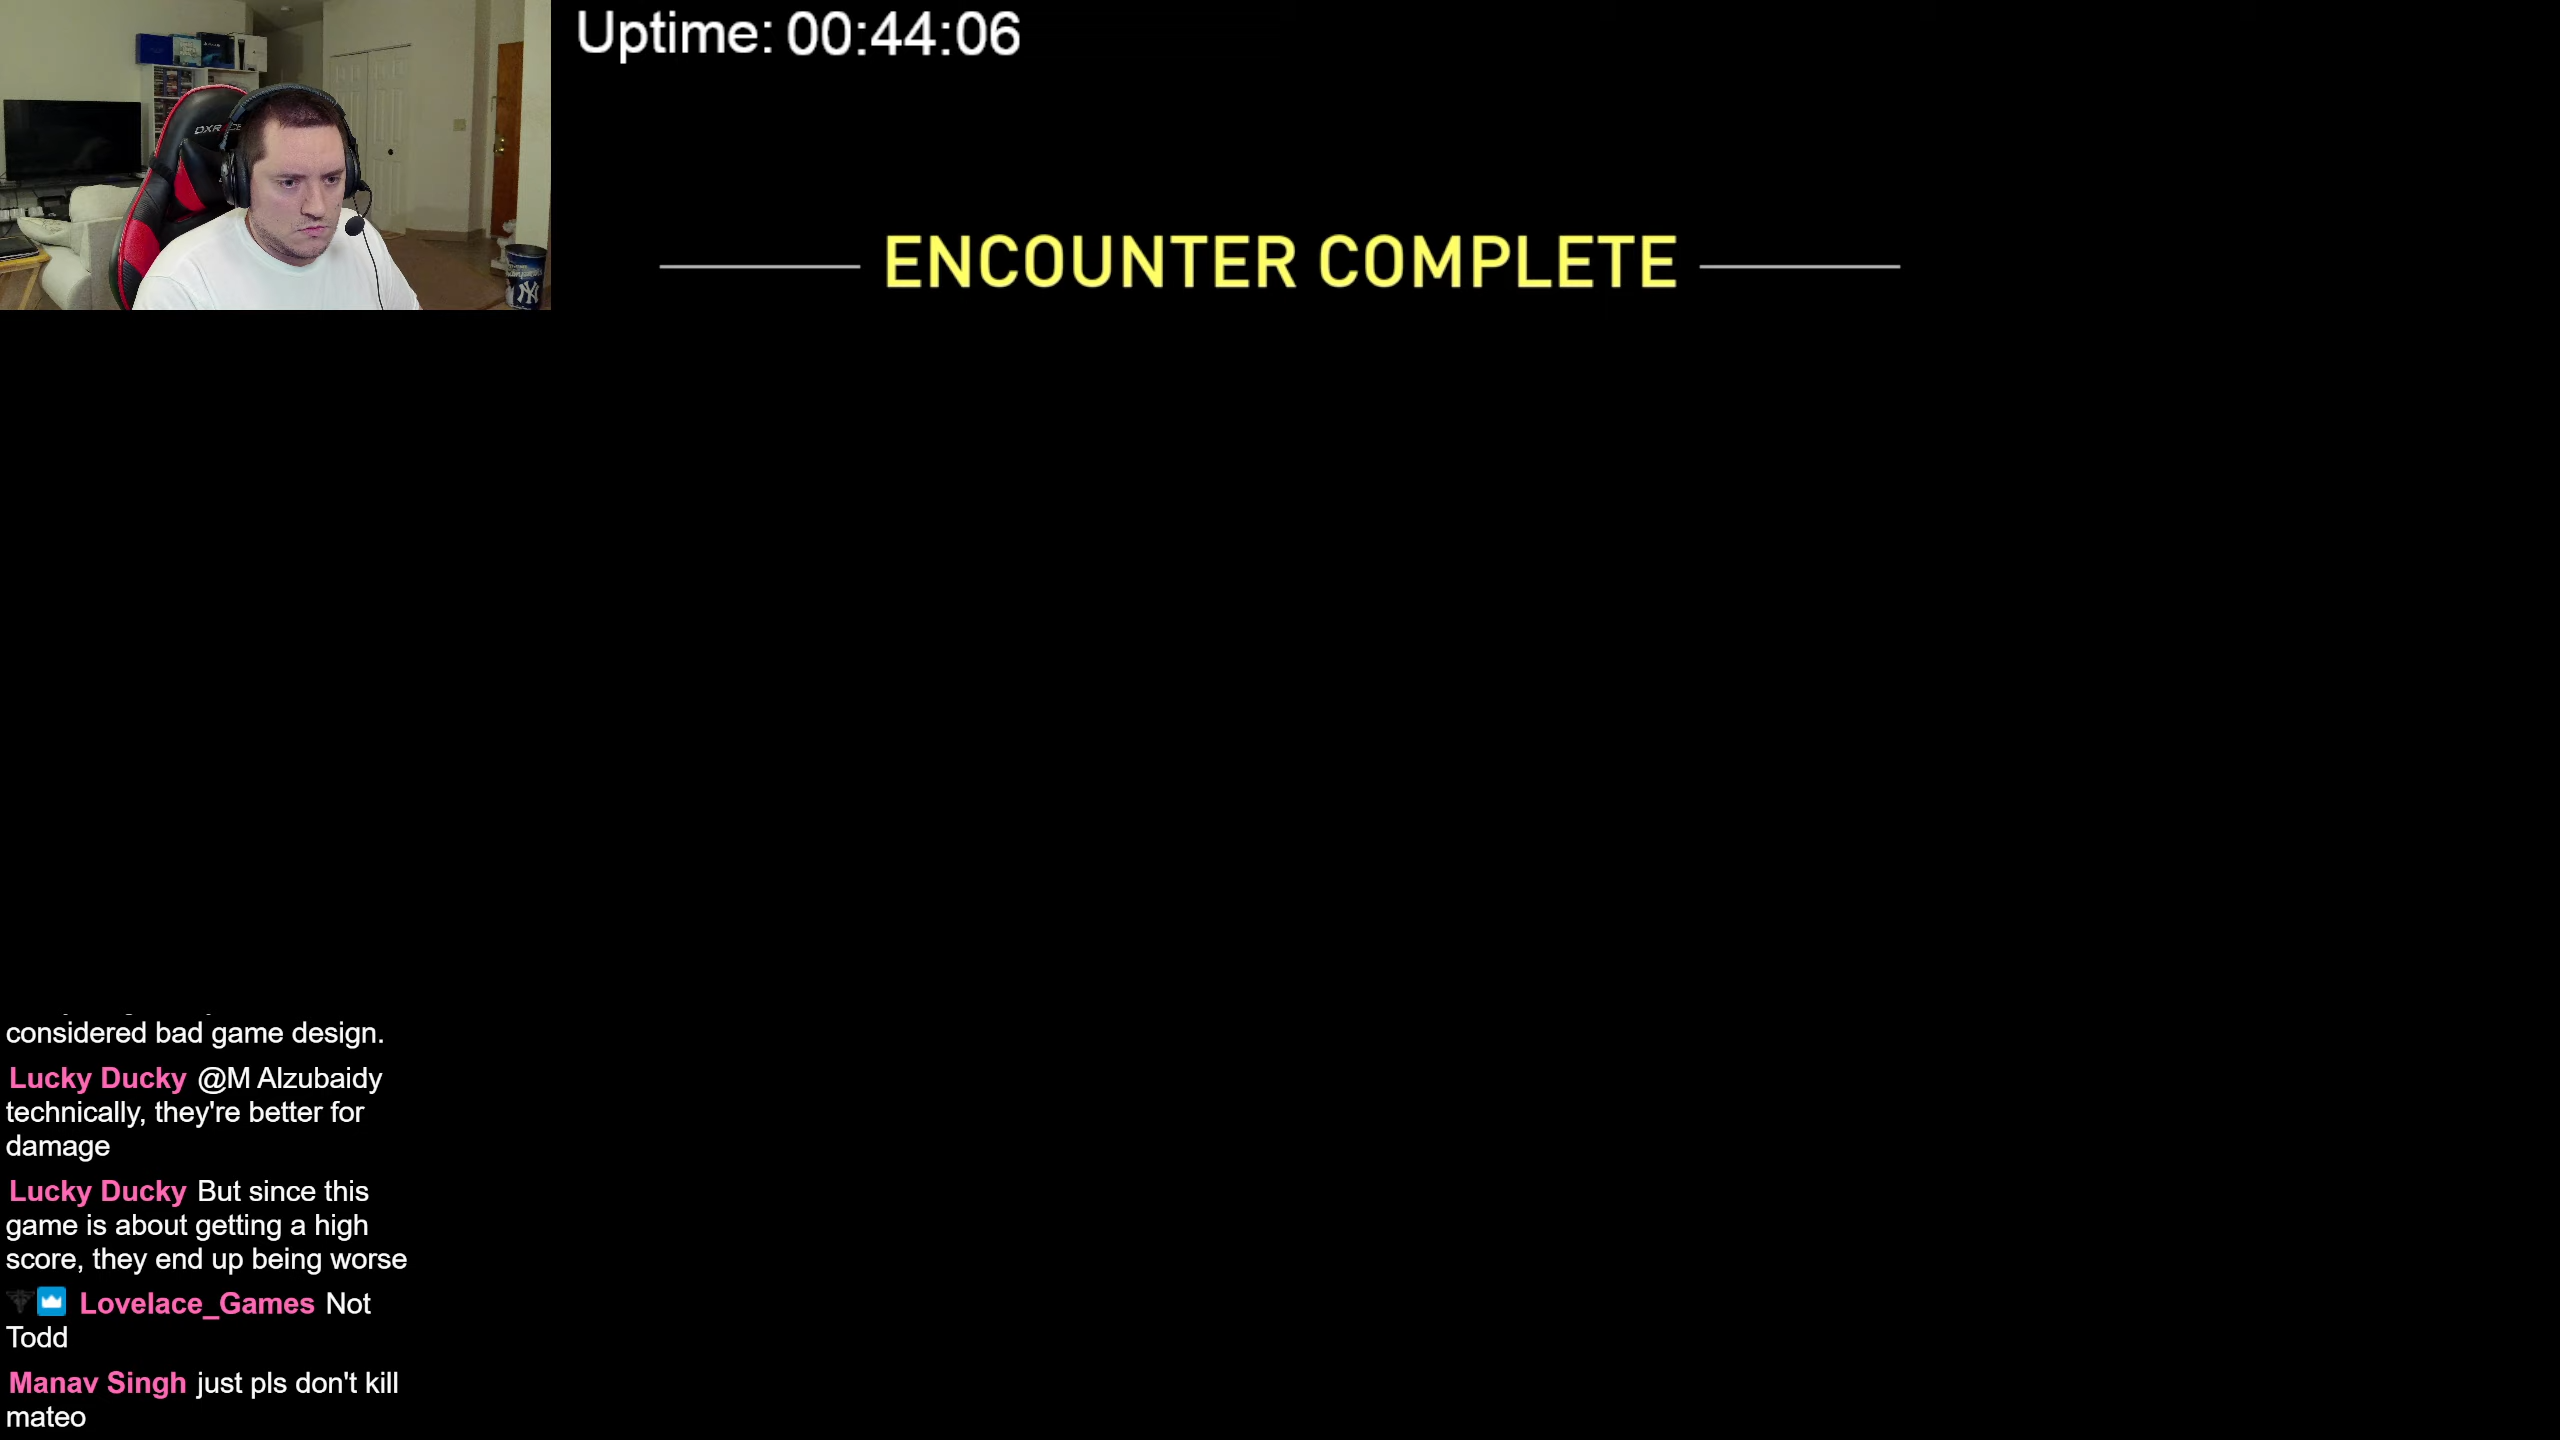 Uptime: 00:44:06
ENCOUNTER COMPLETE
considered bad game design.
Lucky Ducky @M Alzubaidy
technically, they're better for
damage
Lucky Ducky But since this
game is about getting a high
score, they end up being worse
Lovelace_Games Not
Todd
Manav Singh just pls don't kill
mateo